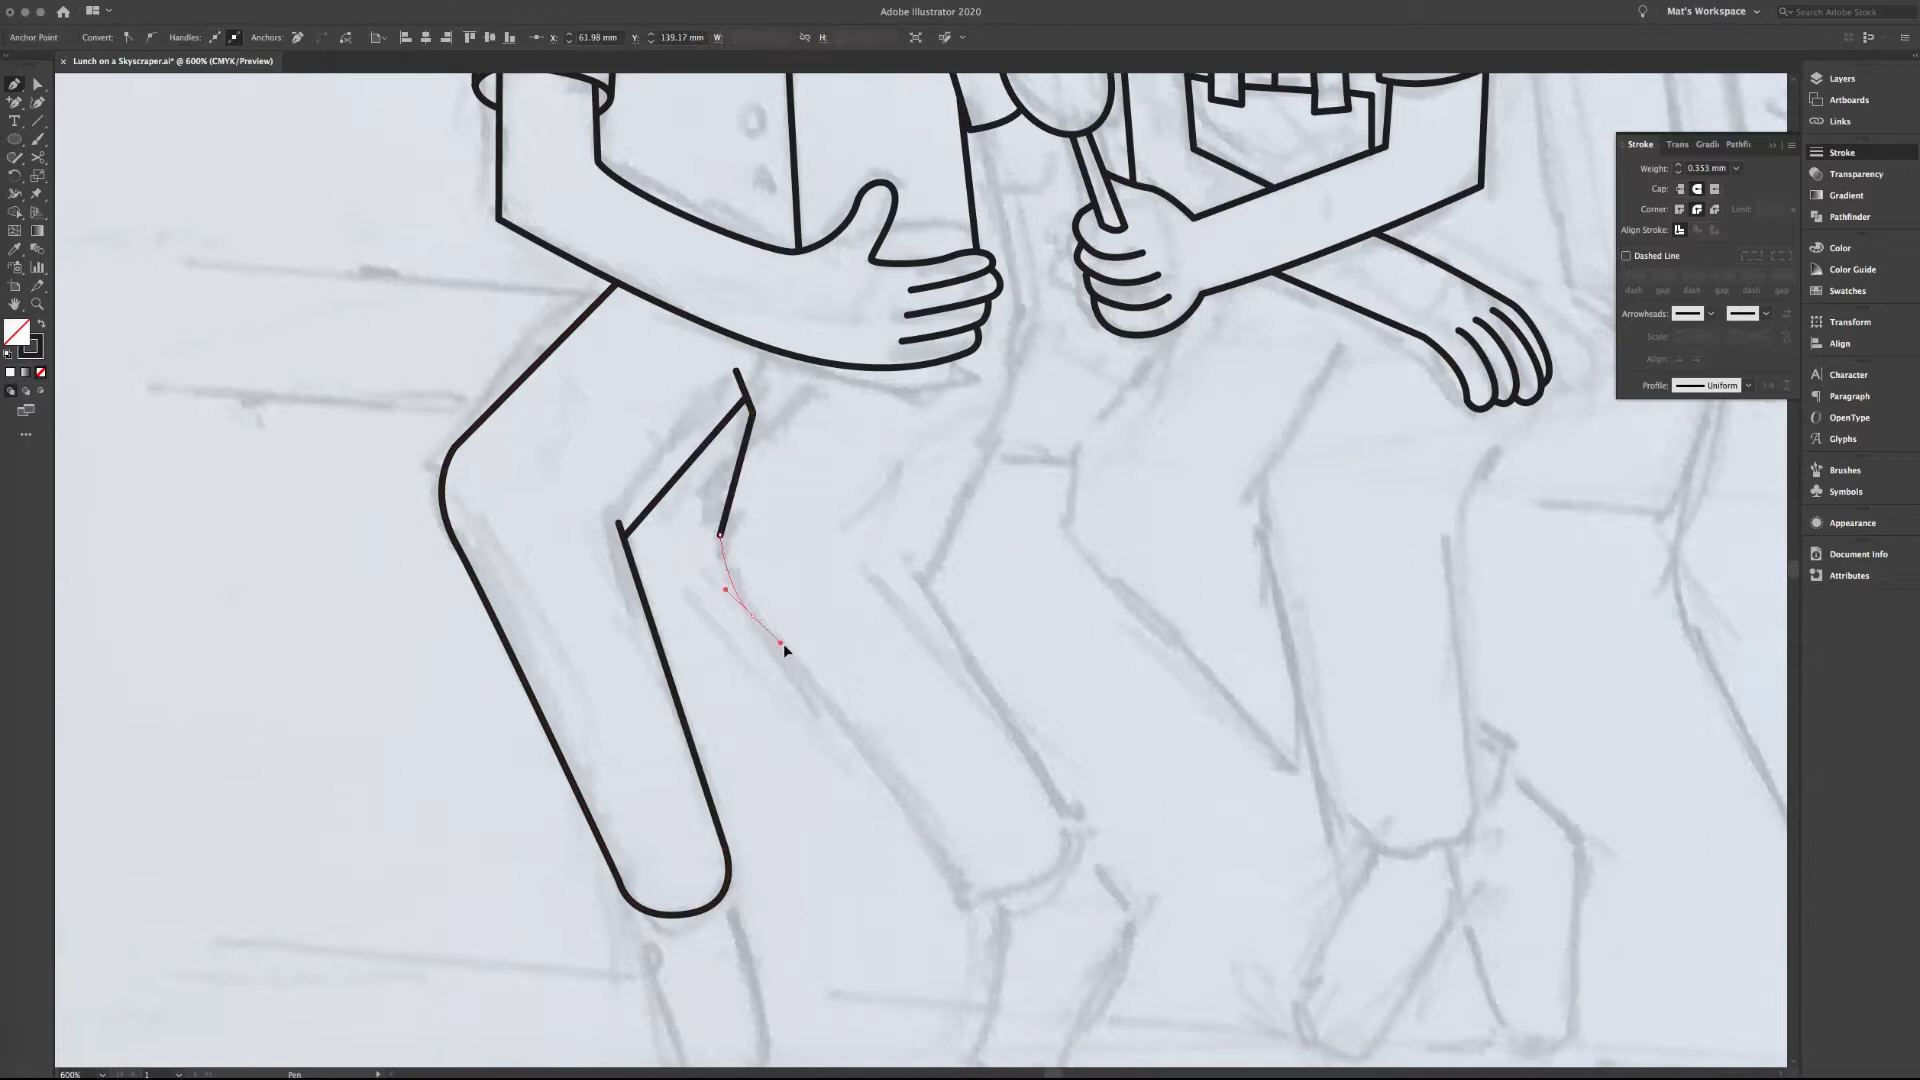 Adobe Illustrator 2020
Mat's Workspace
Search Adobe Stock
Anchor Point
Convert:
Handles:
Anchors:
X:
61.98 mm
Y:
139.17 mm
W:
H:
× Lunch on a Skyscraper.ai* @ 600% (CMYK/Preview)
Stroke
Trans
Gradi
Pathfi
Weight:
0.353 mm
Cap:
Corner:
Limit:
Align Stroke:
Dashed Line
dash
gap
dash
gap
dash
gap
Arrowheads:
Scale:
Align:
Profile:
Uniform
Layers
Artboards
Links
Stroke
Transparency
Gradient
Pathfinder
Color
Color Guide
Swatches
Transform
Align
Character
Paragraph
OpenType
Glyphs
Brushes
Symbols
Appearance
Document Info
Attributes
600%
1
Pen